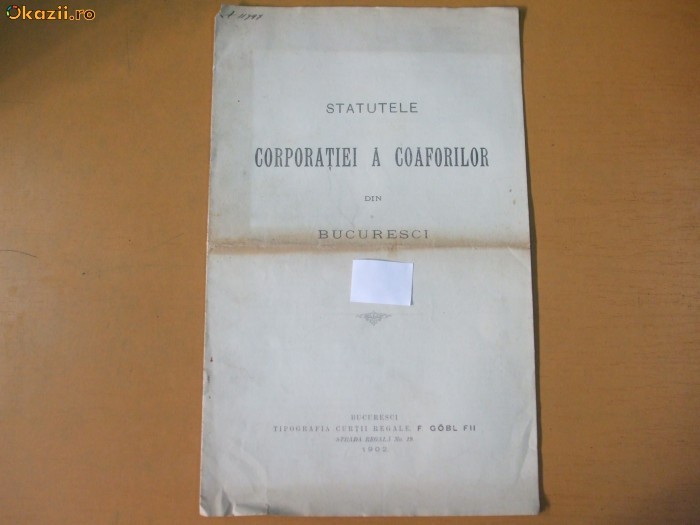 Okazii.ro
STATUTELE
CORPORAȚIEI A COAFORILOR
DIN
BUCURESCI
BUCURESCI
TIPOGRAFIA CURȚII REGALE F. GÖBL FII
STRADA REGALĂ No. 19
1902